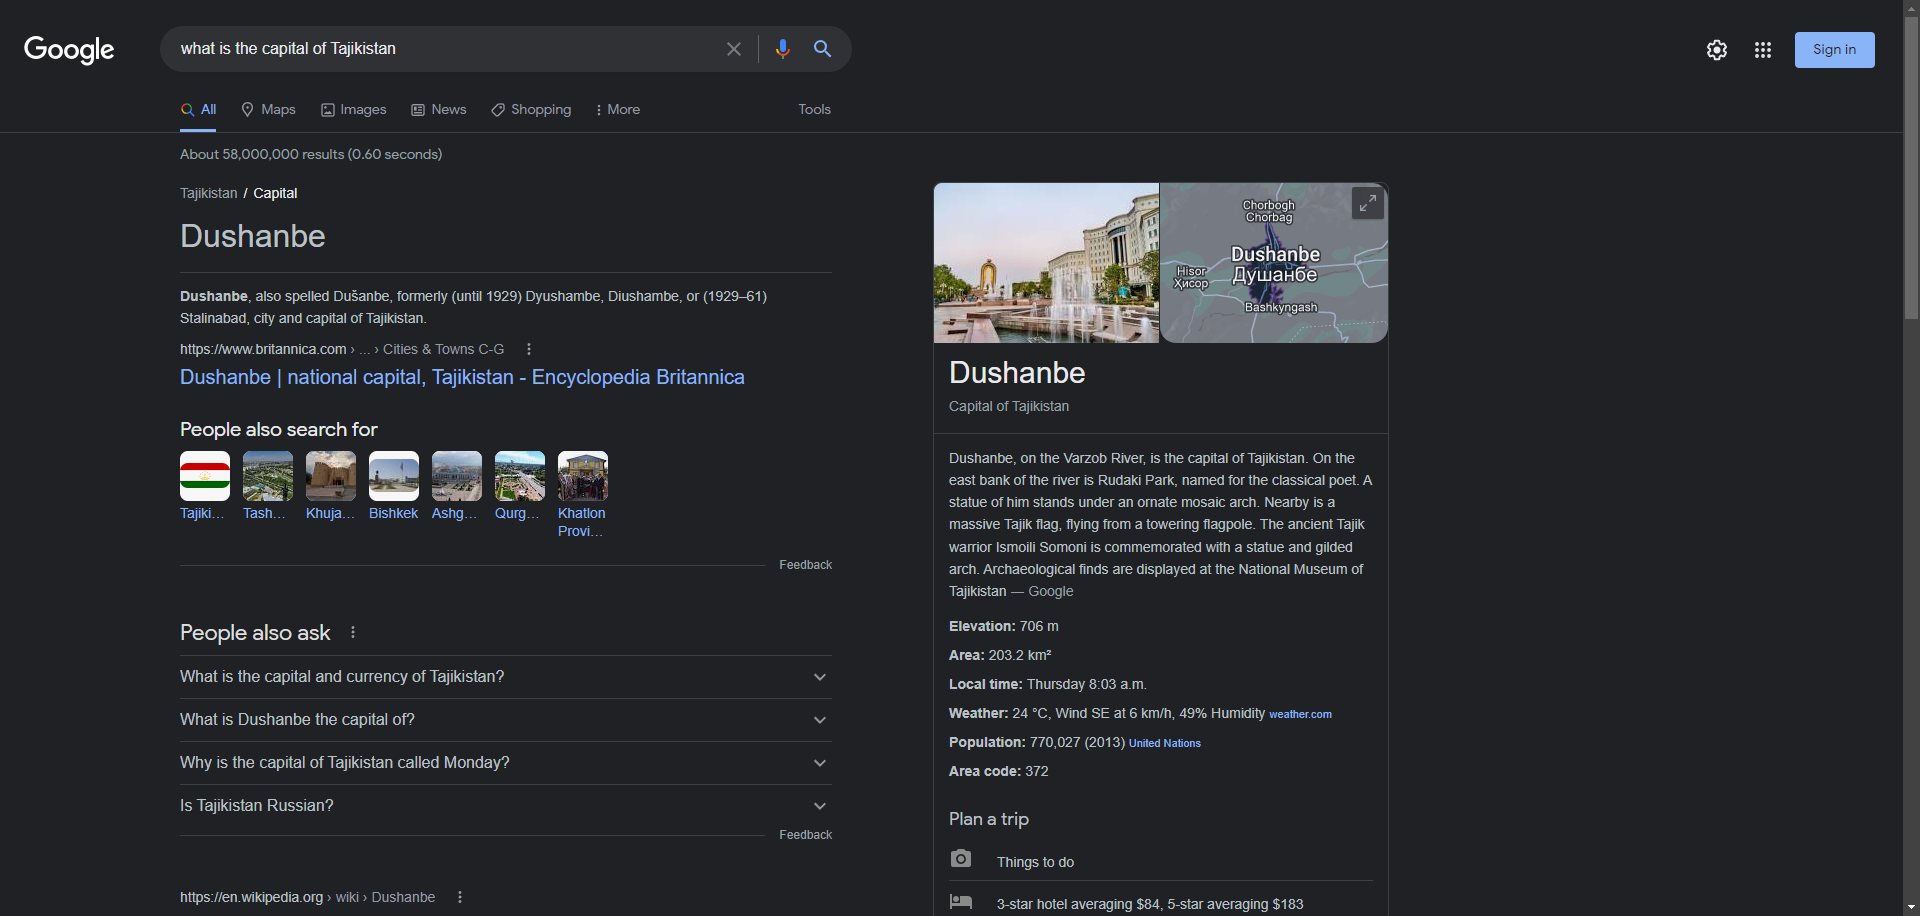 Google
what is the capital of Tajikistan
Sign in
All
Maps
Images
News
Shopping
More
Tools
About 58,000,000 results (0.60 seconds)
Tajikistan / Capital
Dushanbe
Dushanbe, also spelled Dušanbe, formerly (until 1929) Dyushambe, Diushambe, or (1929–61)
Stalinabad, city and capital of Tajikistan.
https://www.britannica.com › ... › Cities & Towns C-G
Dushanbe | national capital, Tajikistan - Encyclopedia Britannica
People also search for
Tajiki...
Tash...
Khuja...
Bishkek
Ashg...
Qurg...
Khatlon
Provi...
Feedback
People also ask
What is the capital and currency of Tajikistan?
What is Dushanbe the capital of?
Why is the capital of Tajikistan called Monday?
Is Tajikistan Russian?
Feedback
https://en.wikipedia.org › wiki › Dushanbe
Chorbogh
Chorbag
Dushanbe
Душанбе
Hisor
Ҳисор
Bashkyngash
Dushanbe
Capital of Tajikistan
Dushanbe, on the Varzob River, is the capital of Tajikistan. On the
east bank of the river is Rudaki Park, named for the classical poet. A
statue of him stands under an ornate mosaic arch. Nearby is a
massive Tajik flag, flying from a towering flagpole. The ancient Tajik
warrior Ismoili Somoni is commemorated with a statue and gilded
arch. Archaeological finds are displayed at the National Museum of
Tajikistan — Google
Elevation: 706 m
Area: 203.2 km²
Local time: Thursday 8:03 a.m.
Weather: 24 °C, Wind SE at 6 km/h, 49% Humidity weather.com
Population: 770,027 (2013) United Nations
Area code: 372
Plan a trip
Things to do
3-star hotel averaging $84, 5-star averaging $183